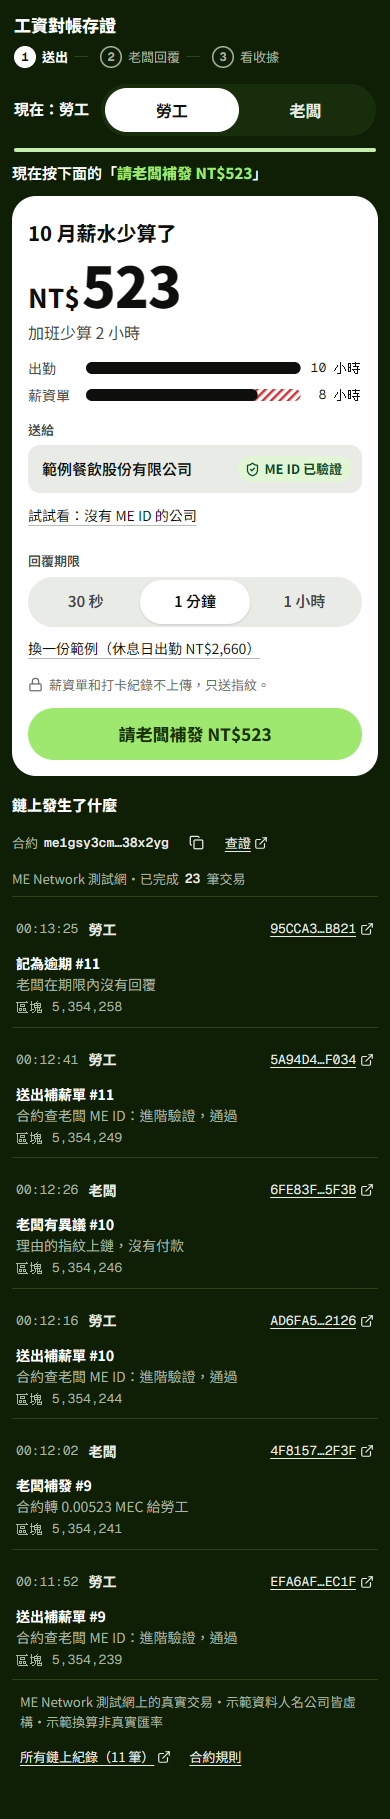 工資對帳存證
1 送出 2 老闆回覆 3 看收據
現在：勞工 勞工 老闆
現在按下面的「請老闆補發 NT$523」
10 月薪水少算了
NT$523
加班少算 2 小時
出勤 10 小時
薪資單 8 小時
送給
範例餐飲股份有限公司 ME ID 已驗證
試試看：沒有 ME ID 的公司
回覆期限
30 秒 1 分鐘 1 小時
換一份範例（休息日出勤 NT$2,660）
薪資單和打卡紀錄不上傳，只送指紋。
請老闆補發 NT$523
鏈上發生了什麼
合約 me1gsy3cm…38x2yg 查證
ME Network 測試網・已完成 23 筆交易
00:13:25 勞工 95CCA3…B821
記為逾期 #11
老闆在期限內沒有回覆
區塊 5,354,258
00:12:41 勞工 5A94D4…F034
送出補薪單 #11
合約查老闆 ME ID：進階驗證，通過
區塊 5,354,249
00:12:26 老闆 6FE83F…5F3B
老闆有異議 #10
理由的指紋上鏈，沒有付款
區塊 5,354,246
00:12:16 勞工 AD6FA5…2126
送出補薪單 #10
合約查老闆 ME ID：進階驗證，通過
區塊 5,354,244
00:12:02 老闆 4F8157…2F3F
老闆補發 #9
合約轉 0.00523 MEC 給勞工
區塊 5,354,241
00:11:52 勞工 EFA6AF…EC1F
送出補薪單 #9
合約查老闆 ME ID：進階驗證，通過
區塊 5,354,239
ME Network 測試網上的真實交易・示範資料人名公司皆虛
構・示範換算非真實匯率
所有鏈上紀錄（11 筆） 合約規則